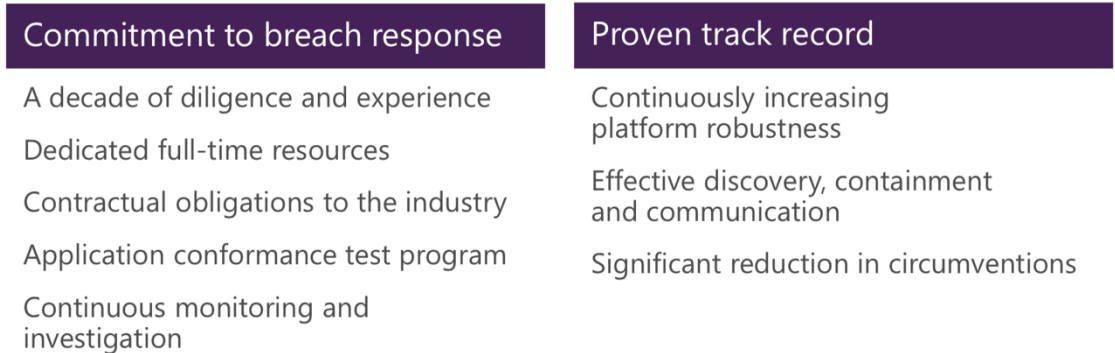 Commitment to breach response
A decade of diligence and experience
Dedicated full-time resources
Contractual obligations to the industry
Application conformance test program
Continuous monitoring and
investigation
Proven track record
Continuously increasing
platform robustness
Effective discovery, containment
and communication
Significant reduction in circumventions